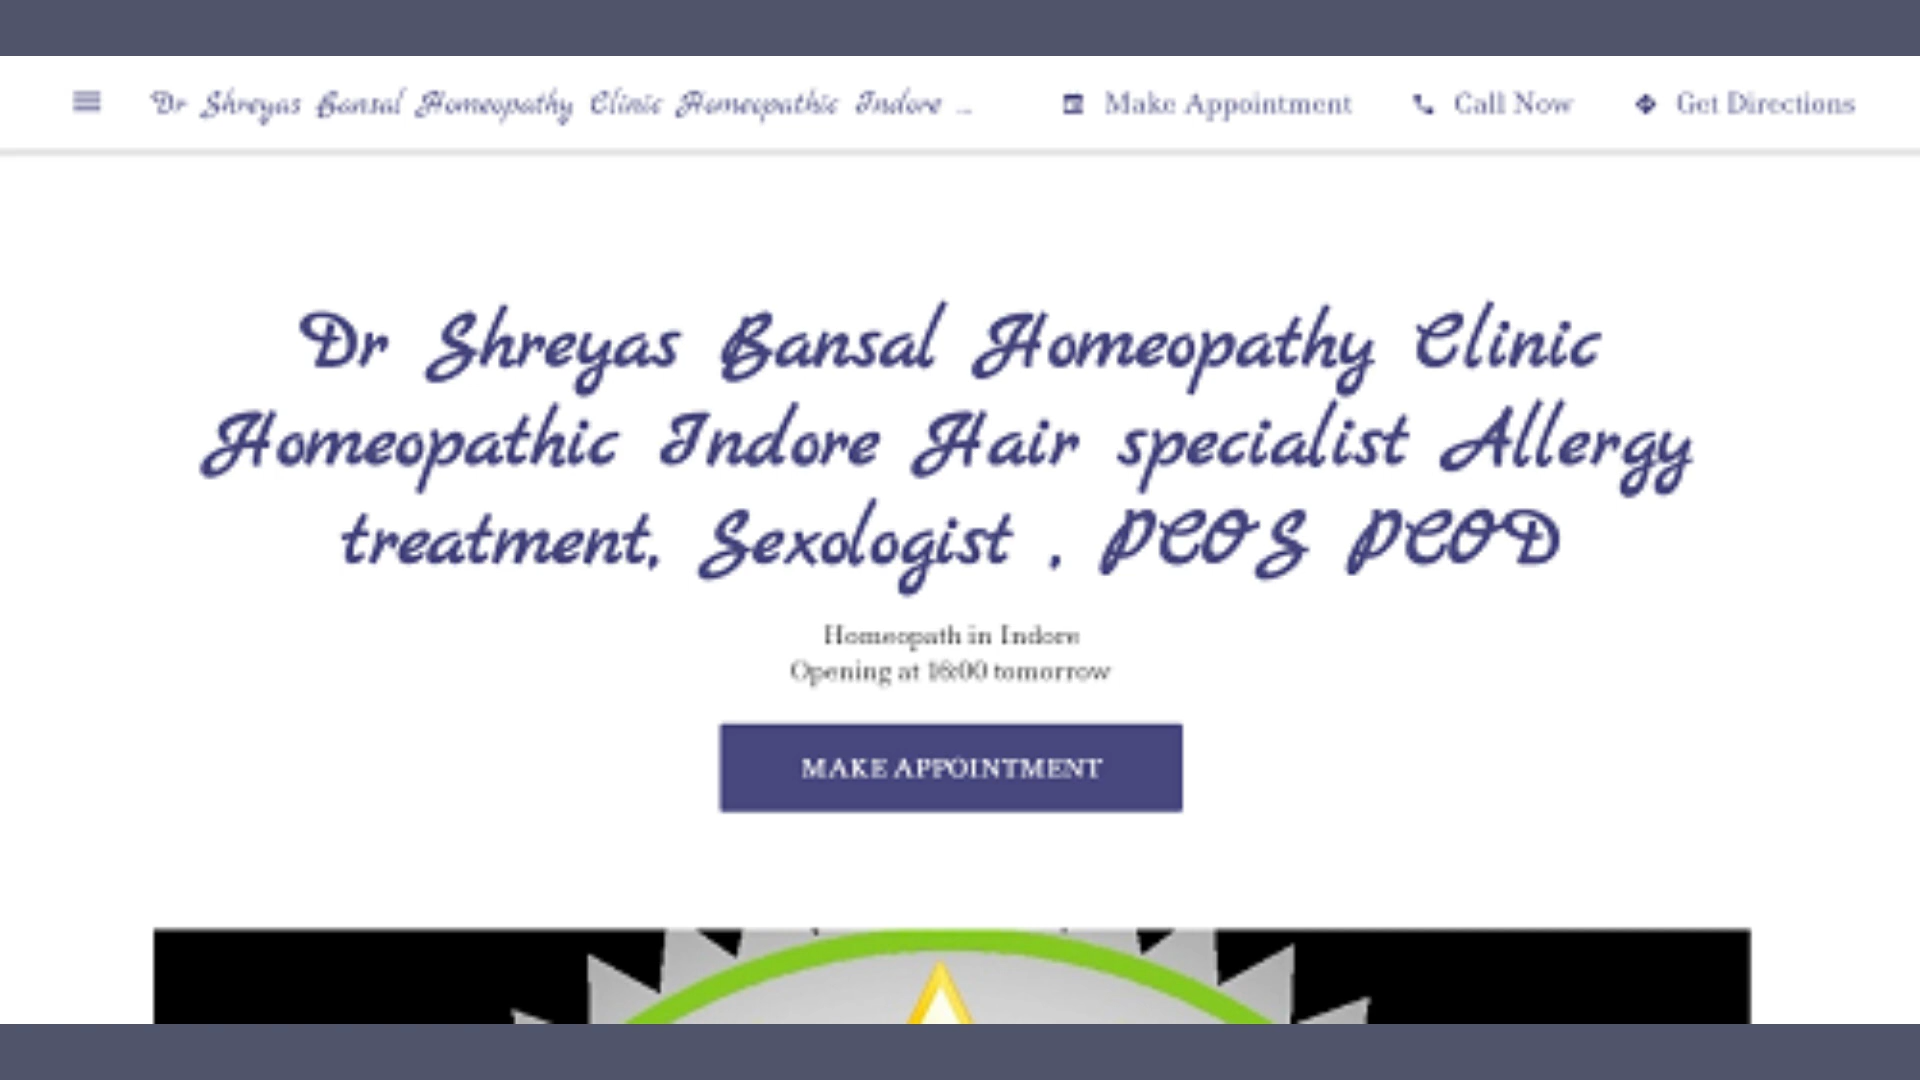 Dr Shreyas Bansal Homeopathy Clinic Homeopathic Indore ...
Make Appointment
Call Now
Get Directions
Dr Shreyas Bansal Homeopathy Clinic
Homeopathic Indore Hair specialist Allergy
treatment, Sexologist , PCOS PCOD
Homeopath in Indore
Opening at 16:00 tomorrow
MAKE APPOINTMENT